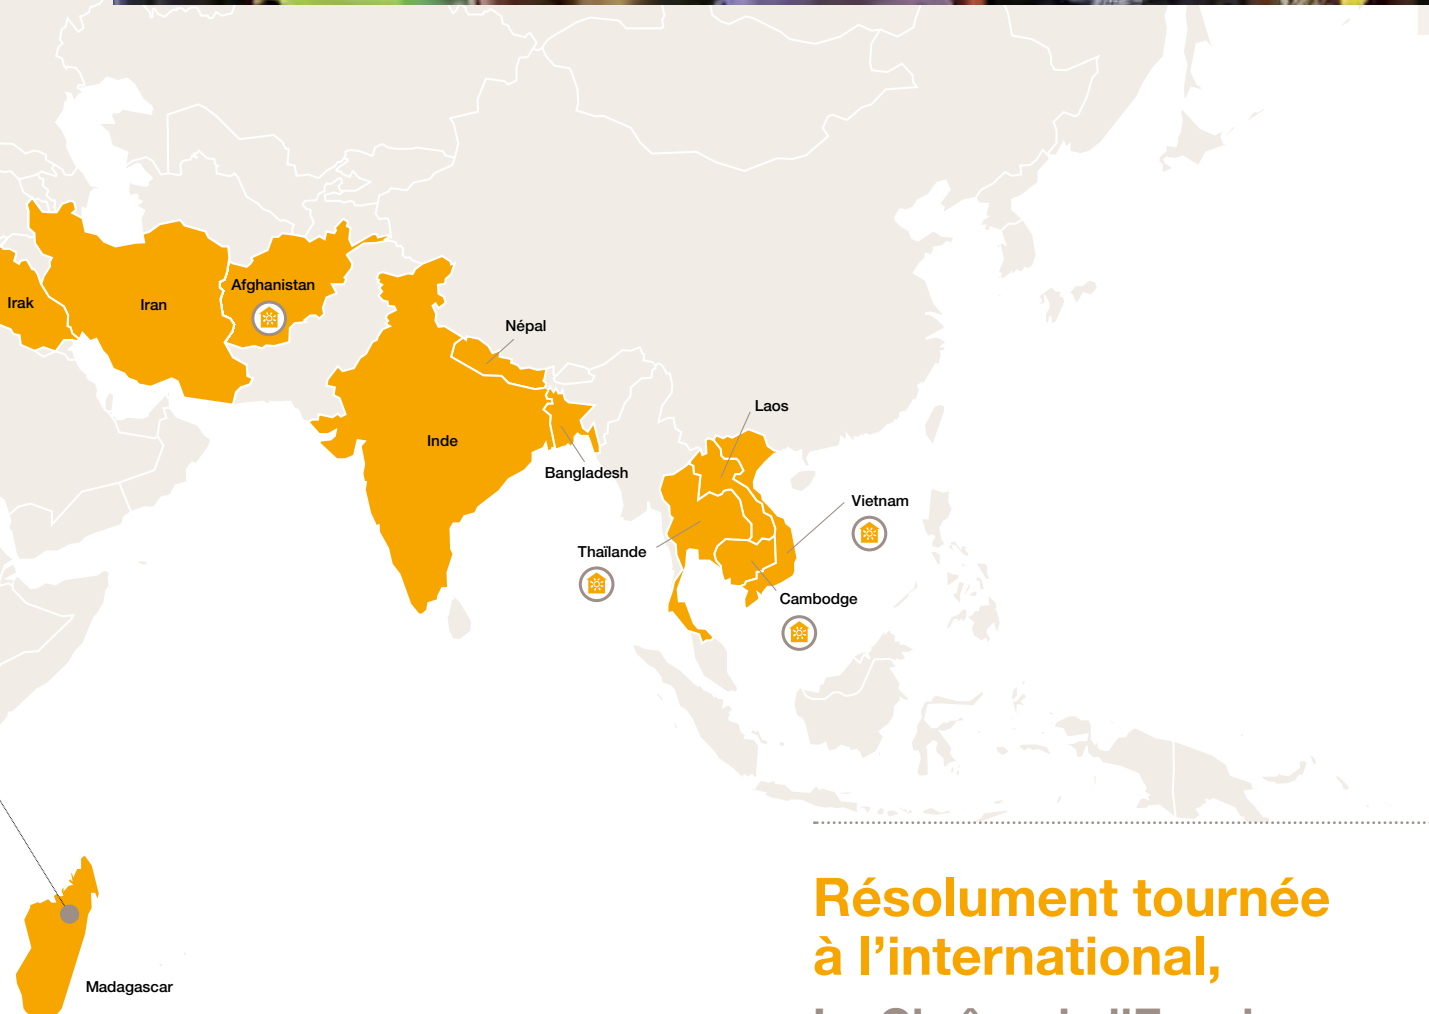 Afghanistan
Irak
Iran
Népal
Laos
Inde
Bangladesh
Vietnam
Thaïlande
Cambodge
Résolument tournée
à l’international,
Madagascar